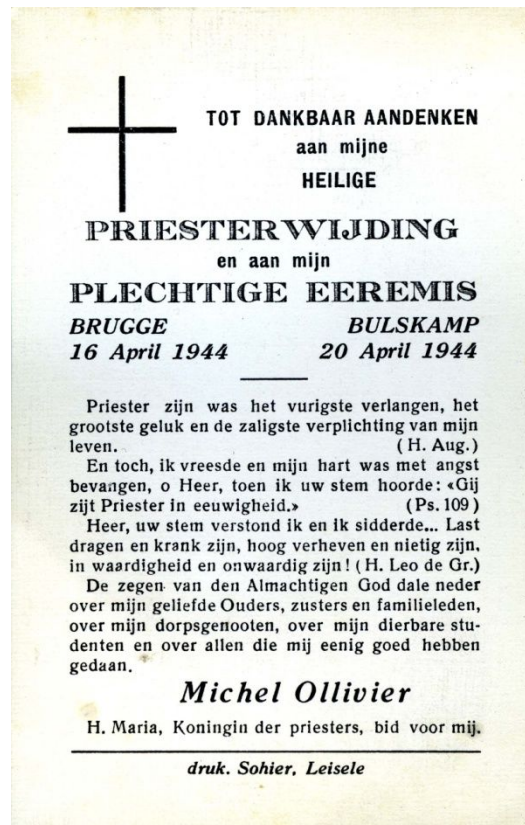 TOT DANKBAAR AANDENKEN
aan mijne
HEILIGE
PRIESTERWIJDING
en aan mijn
PLECHTIGE EEREMIS
BRUGGE BULSKAMP
16 April 1944 20 April 1944
Priester zijn was het vurigste verlangen, het
grootste geluk en de zaligste verplichting van mijn
leven. (H. Aug.)
En toch, ik vreesde en mijn hart was met angst
bevangen, o Heer, toen ik uw stem hoorde: «Gij
zijt Priester in eeuwigheid.» (Ps. 109)
Heer, uw stem verstond ik en ik sidderde... Last
dragen en krank zijn, hoog verheven en nietig zijn,
in waardigheid en onwaardig zijn! (H. Leo de Gr.)
De zegen van den Almachtigen God dale neder
over mijn geliefde Ouders, zusters en familieleden,
over mijn dorpsgenooten, over mijn dierbare stu-
denten en over allen die mij eenig goed hebben
gedaan.
Michel Ollivier
H. Maria, Koningin der priesters, bid voor mij.
druk. Sohier, Leisele